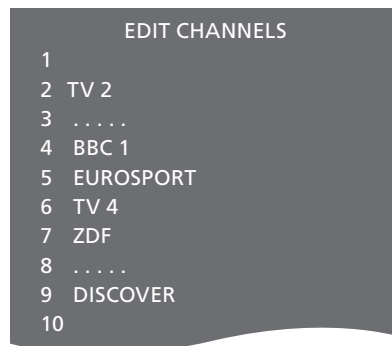 EDIT CHANNELS
1
2 TV 2
3 . . . . .
4 BBC 1
5 EUROSPORT
6 TV 4
7 ZDF
8 . . . . .
9 DISCOVER
10